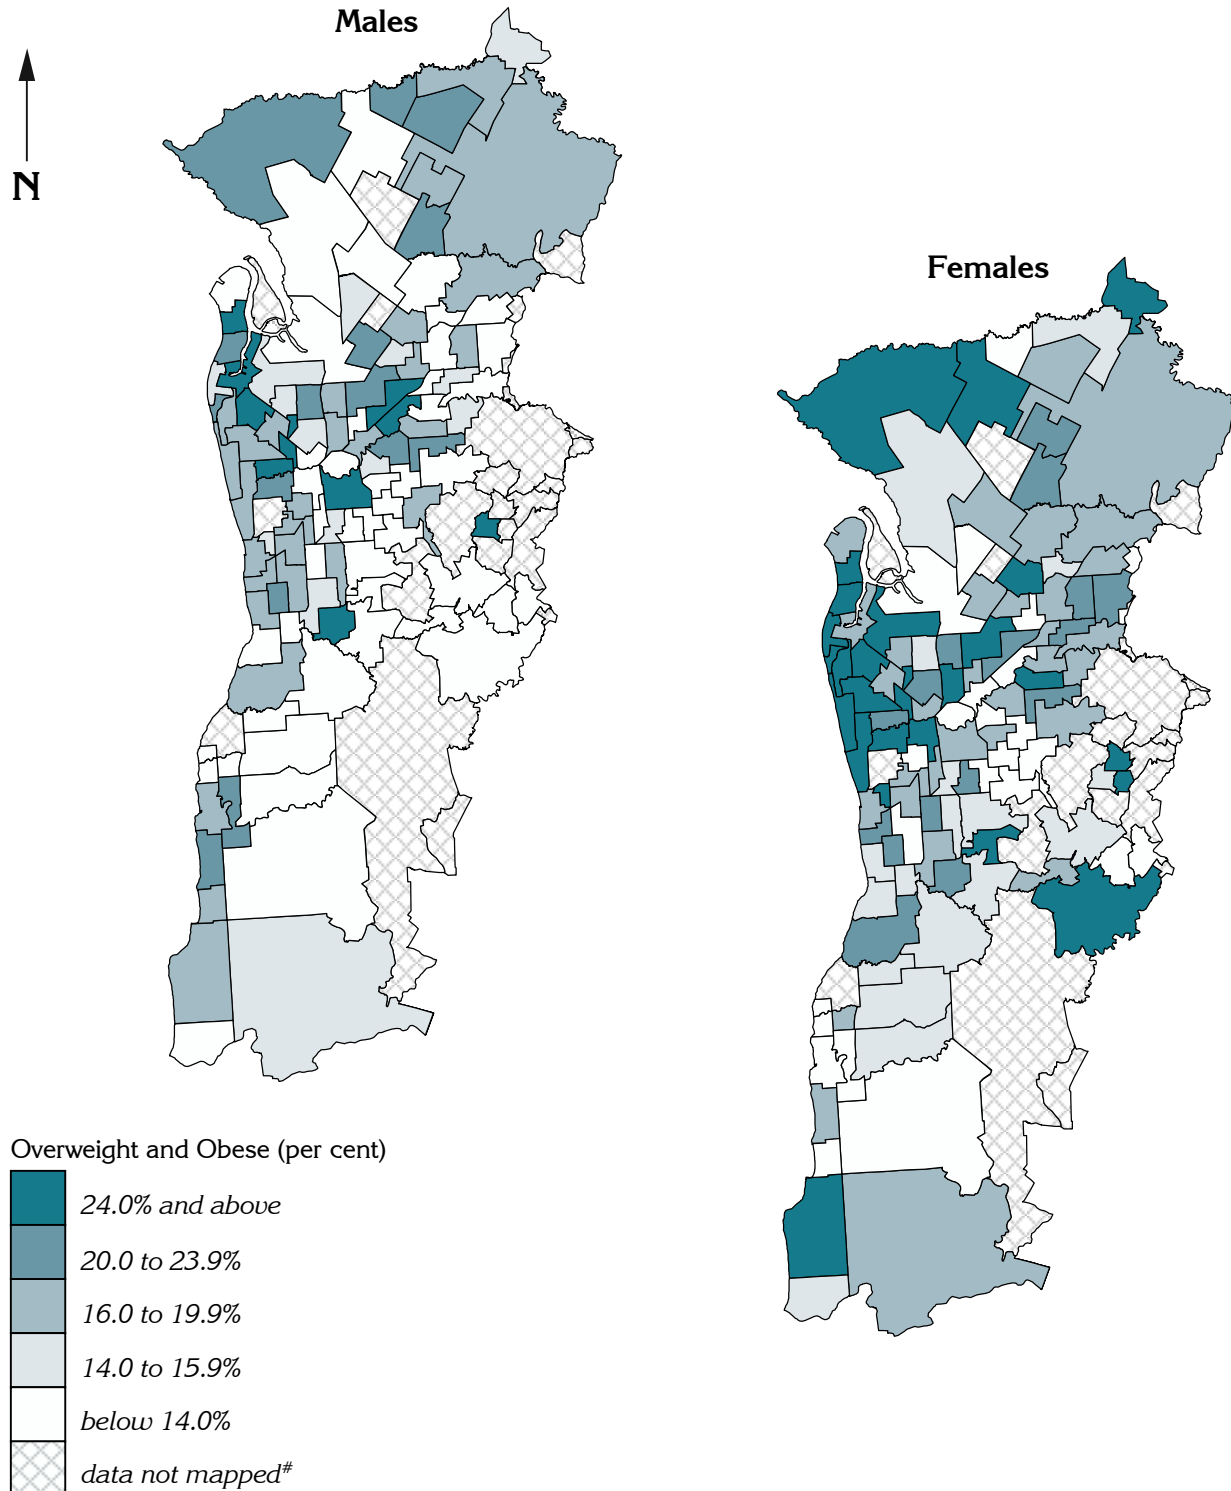 Males
N
Females
Overweight and Obese (per cent)
24.0% and above
20.0 to 23.9%
16.0 to 19.9%
14.0 to 15.9%
below 14.0%
data not mapped#